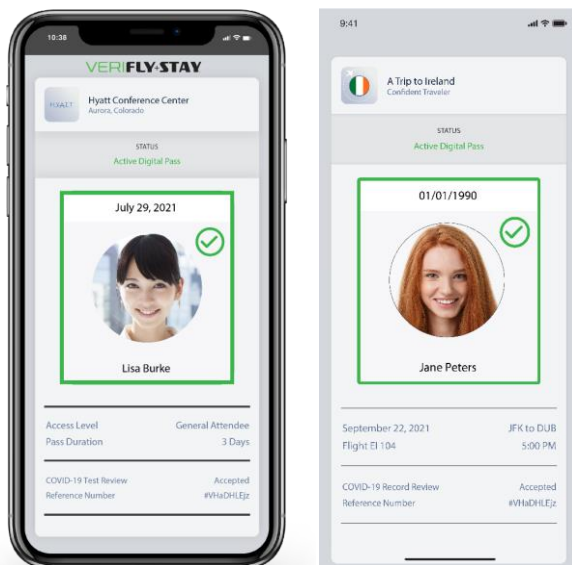 10:38
VERIFLY·STAY
HYATT
Hyatt Conference Center
Aurora, Colorado
STATUS
Active Digital Pass
July 29, 2021
Lisa Burke
Access Level General Attendee
Pass Duration 3 Days
COVID-19 Test Review Accepted
Reference Number #VHaDHLEjz
9:41
A Trip to Ireland
Confident Traveler
STATUS
Active Digital Pass
01/01/1990
Jane Peters
September 22, 2021 JFK to DUB
Flight EI 104 5:00 PM
COVID-19 Record Review Accepted
Reference Number #VHaDHLEjz